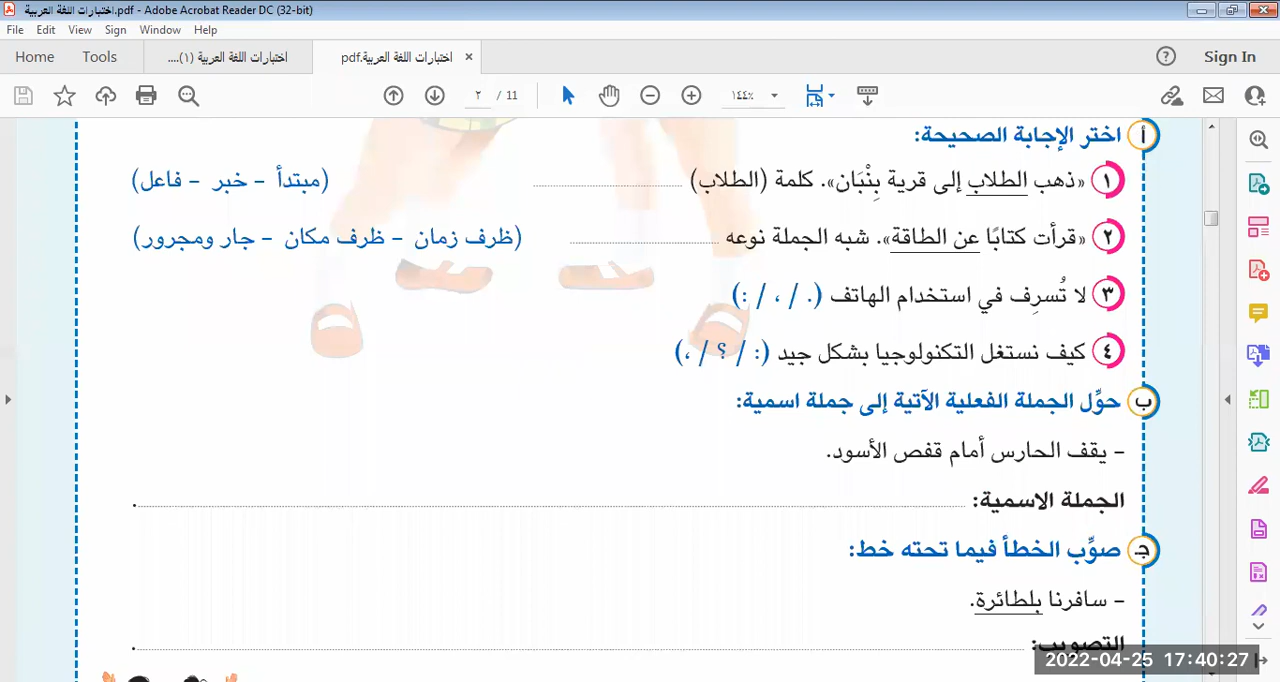 اختبارات اللغة العربية.pdf - Adobe Acrobat Reader DC (32-bit)
File Edit View Sign Window Help
Home Tools اختبارات اللغة العربية (١).... اختبارات اللغة العربية.pdf × Sign In
٢ / 11 ١٤٤٪
أ اختر الإجابة الصحيحة:
١ «ذهب الطلاب إلى قرية بِنْبَان». كلمة (الطلاب) .......... (مبتدأ – خبر – فاعل)
٢ «قرأت كتابًا عن الطاقة». شبه الجملة نوعه .......... (ظرف زمان – ظرف مكان – جار ومجرور)
٣ لا تُسرِف في استخدام الهاتف (. / ، / :)
٤ كيف نستغل التكنولوجيا بشكل جيد (: / ؟ / ،)
ب حوِّل الجملة الفعلية الآتية إلى جملة اسمية:
– يقف الحارس أمام قفص الأسود.
الجملة الاسمية: ..........
جـ صوِّب الخطأ فيما تحته خط:
– سافرنا بلطائرة.
التصويب: ..........
2022-04-25 17:40:27